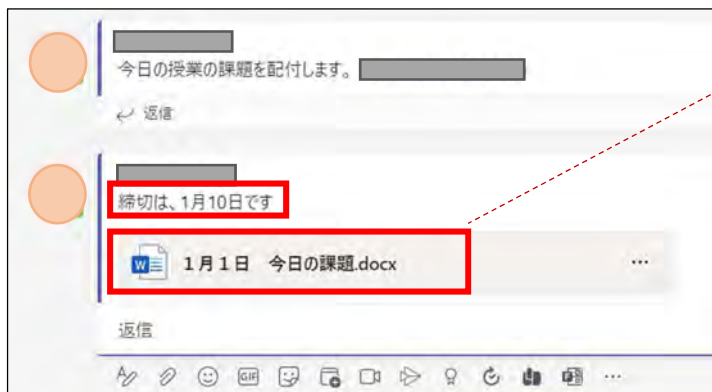 今日の授業の課題を配付します。
返信
締切は、1月10日です
1月1日　今日の課題.docx
返信
GIF